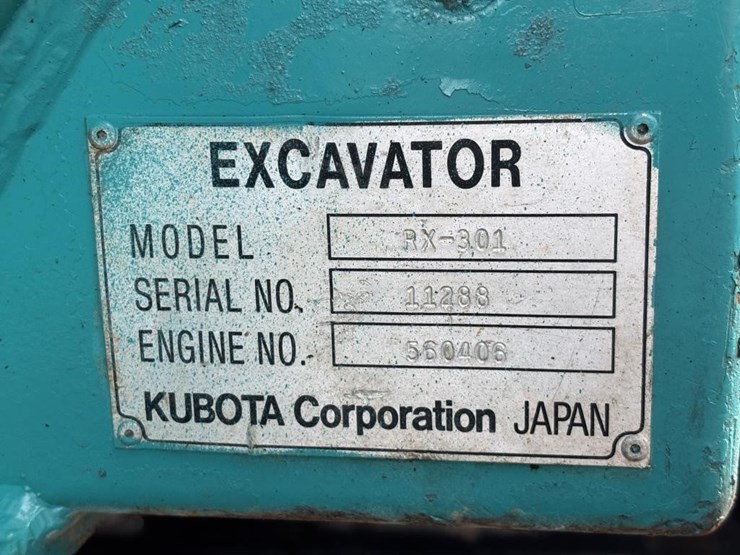 EXCAVATOR
MODEL RX-301
SERIAL NO. 11288
ENGINE NO. 560406
KUBOTA Corporation JAPAN